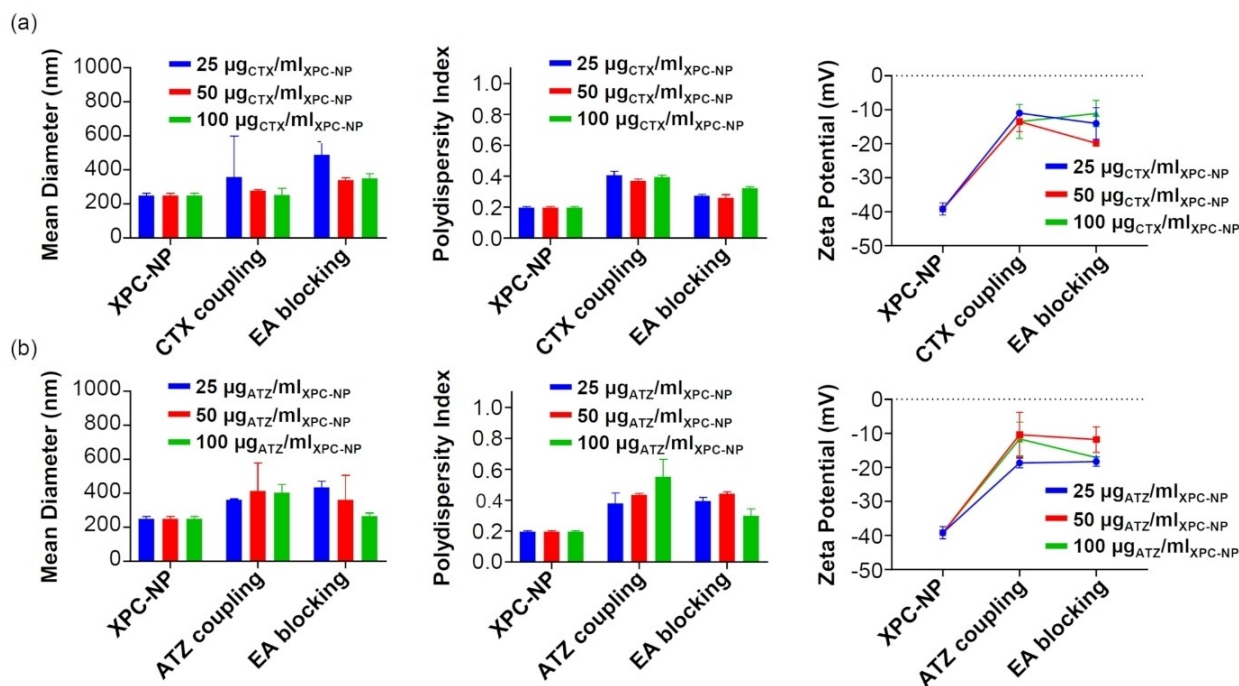 (a)
Mean Diameter (nm)
1000
800
600
400
200
0
25 µgCTX/mlXPC-NP
50 µgCTX/mlXPC-NP
100 µgCTX/mlXPC-NP
XPC-NP
CTX coupling
EA blocking
Polydispersity Index
1.0
0.8
0.6
0.4
0.2
0.0
25 µgCTX/mlXPC-NP
50 µgCTX/mlXPC-NP
100 µgCTX/mlXPC-NP
XPC-NP
CTX coupling
EA blocking
Zeta Potential (mV)
0
-10
-20
-30
-40
-50
25 µgCTX/mlXPC-NP
50 µgCTX/mlXPC-NP
100 µgCTX/mlXPC-NP
XPC-NP
CTX coupling
EA blocking
(b)
Mean Diameter (nm)
1000
800
600
400
200
0
25 µgATZ/mlXPC-NP
50 µgATZ/mlXPC-NP
100 µgATZ/mlXPC-NP
XPC-NP
ATZ coupling
EA blocking
Polydispersity Index
1.0
0.8
0.6
0.4
0.2
0.0
25 µgATZ/mlXPC-NP
50 µgATZ/mlXPC-NP
100 µgATZ/mlXPC-NP
XPC-NP
ATZ coupling
EA blocking
Zeta Potential (mV)
0
-10
-20
-30
-40
-50
25 µgATZ/mlXPC-NP
50 µgATZ/mlXPC-NP
100 µgATZ/mlXPC-NP
XPC-NP
ATZ coupling
EA blocking